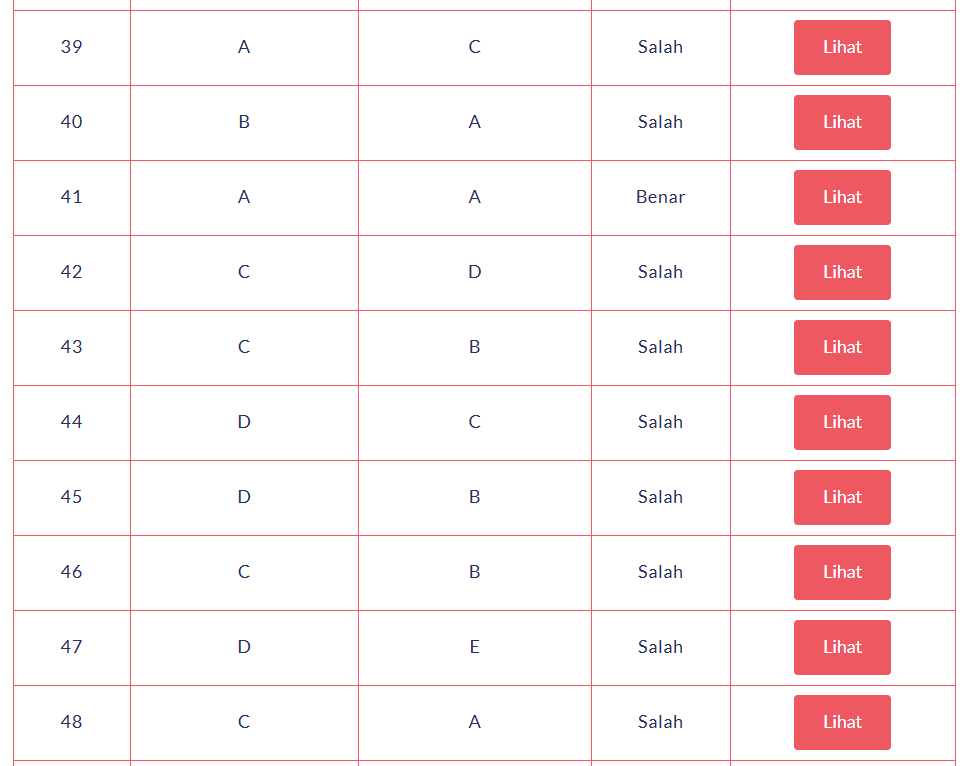 39 A C Salah Lihat
40 B A Salah Lihat
41 A A Benar Lihat
42 C D Salah Lihat
43 C B Salah Lihat
44 D C Salah Lihat
45 D B Salah Lihat
46 C B Salah Lihat
47 D E Salah Lihat
48 C A Salah Lihat